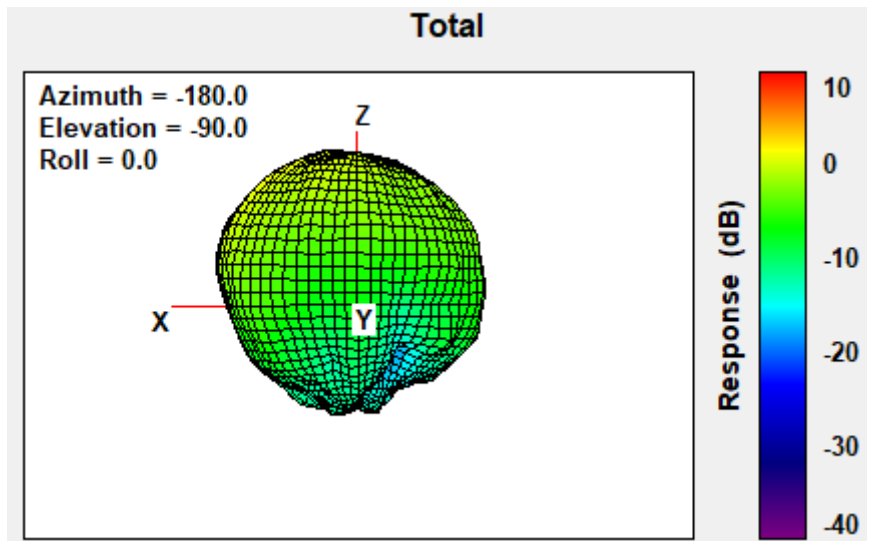 Total
Azimuth = -180.0
Elevation = -90.0
Roll = 0.0
Z
X
Y
10
0
-10
-20
-30
-40
Response (dB)